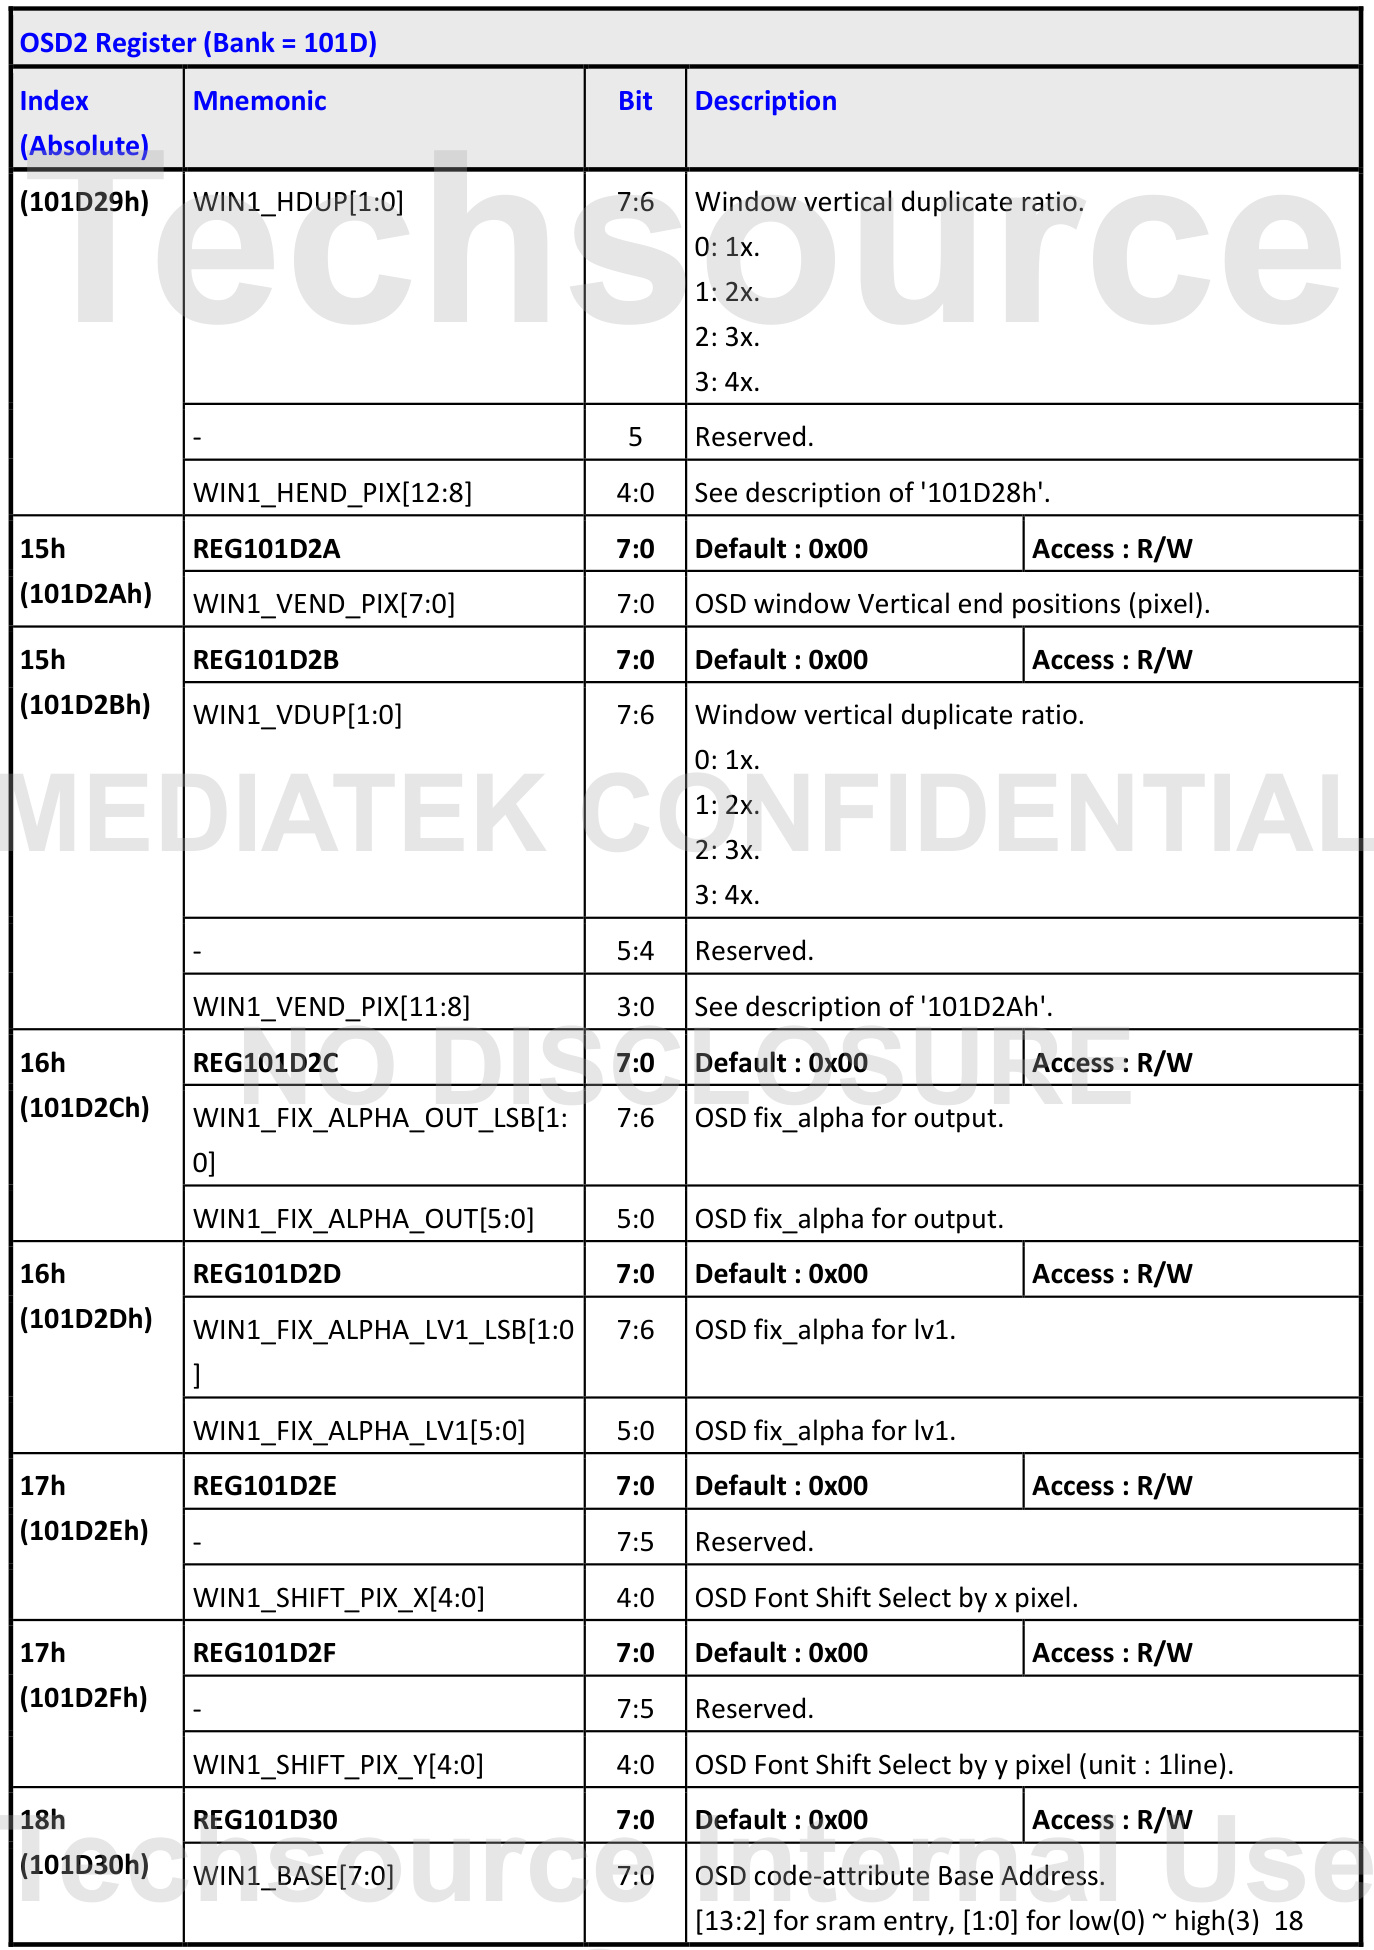 OSD2 Register (Bank = 101D)
Index
(Absolute)
Mnemonic
Bit
Description
(101D29h)
WIN1_HDUP[1:0]
7:6
Window vertical duplicate ratio.
0: 1x.
1: 2x.
2: 3x.
3: 4x.
-
5
Reserved.
WIN1_HEND_PIX[12:8]
4:0
See description of '101D28h'.
15h
(101D2Ah)
REG101D2A
7:0
Default : 0x00
Access : R/W
WIN1_VEND_PIX[7:0]
7:0
OSD window Vertical end positions (pixel).
15h
(101D2Bh)
REG101D2B
7:0
Default : 0x00
Access : R/W
WIN1_VDUP[1:0]
7:6
Window vertical duplicate ratio.
0: 1x.
1: 2x.
2: 3x.
3: 4x.
-
5:4
Reserved.
WIN1_VEND_PIX[11:8]
3:0
See description of '101D2Ah'.
16h
(101D2Ch)
REG101D2C
7:0
Default : 0x00
Access : R/W
WIN1_FIX_ALPHA_OUT_LSB[1:
0]
7:6
OSD fix_alpha for output.
WIN1_FIX_ALPHA_OUT[5:0]
5:0
OSD fix_alpha for output.
16h
(101D2Dh)
REG101D2D
7:0
Default : 0x00
Access : R/W
WIN1_FIX_ALPHA_LV1_LSB[1:0
]
7:6
OSD fix_alpha for lv1.
WIN1_FIX_ALPHA_LV1[5:0]
5:0
OSD fix_alpha for lv1.
17h
(101D2Eh)
REG101D2E
7:0
Default : 0x00
Access : R/W
-
7:5
Reserved.
WIN1_SHIFT_PIX_X[4:0]
4:0
OSD Font Shift Select by x pixel.
17h
(101D2Fh)
REG101D2F
7:0
Default : 0x00
Access : R/W
-
7:5
Reserved.
WIN1_SHIFT_PIX_Y[4:0]
4:0
OSD Font Shift Select by y pixel (unit : 1line).
18h
(101D30h)
REG101D30
7:0
Default : 0x00
Access : R/W
WIN1_BASE[7:0]
7:0
OSD code-attribute Base Address.
[13:2] for sram entry, [1:0] for low(0) ~ high(3)  18
Techsource
MEDIATEK CONFIDENTIAL
NO DISCLOSURE
Techsource Internal Use